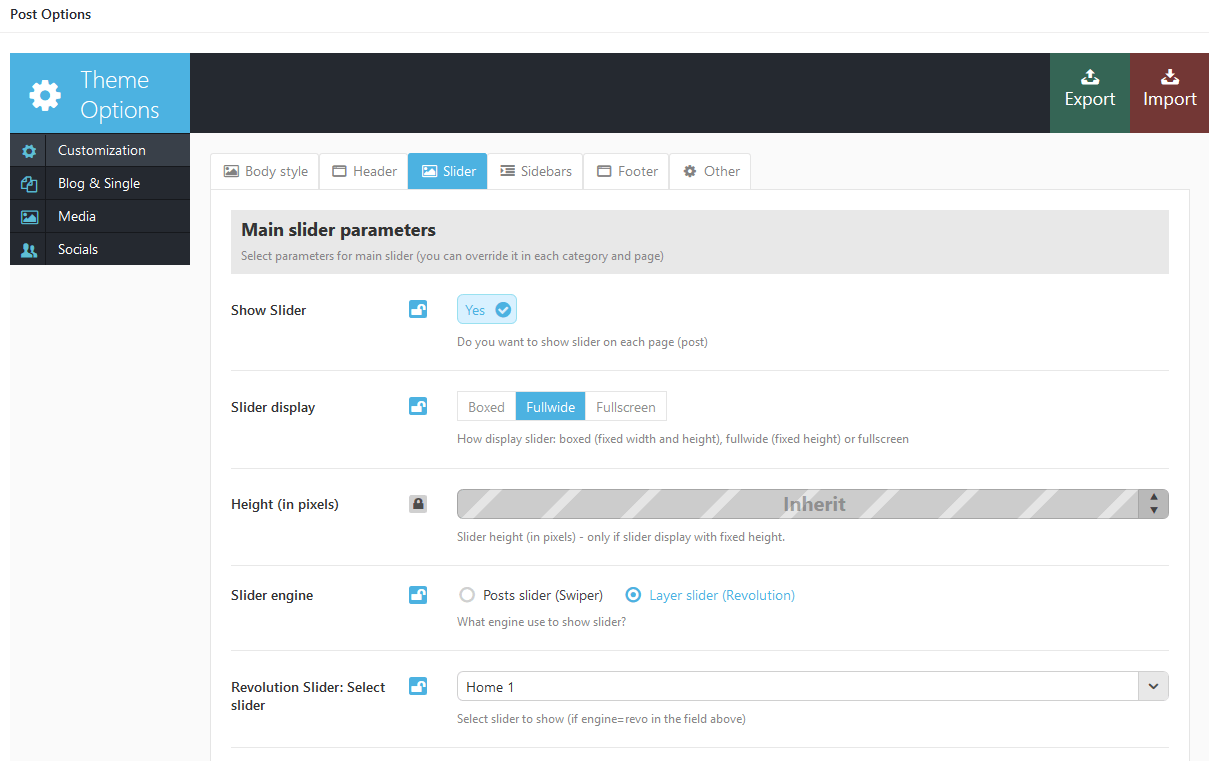 Post Options
Theme
Options
Export
Import
Customization
Blog & Single
Media
Socials
Body style
Header
Slider
Sidebars
Footer
Other
Main slider parameters
Select parameters for main slider (you can override it in each category and page)
Show Slider
Yes
Do you want to show slider on each page (post)
Slider display
Boxed
Fullwide
Fullscreen
How display slider: boxed (fixed width and height), fullwide (fixed height) or fullscreen
Height (in pixels)
Inherit
Slider height (in pixels) - only if slider display with fixed height.
Slider engine
Posts slider (Swiper)
Layer slider (Revolution)
What engine use to show slider?
Revolution Slider: Select
slider
Home 1
Select slider to show (if engine=revo in the field above)